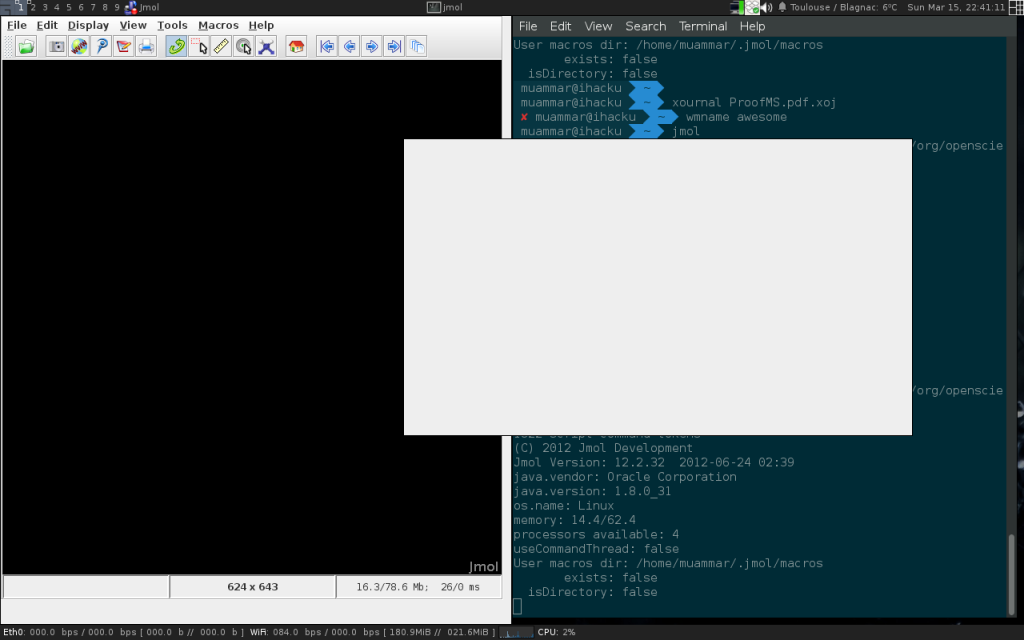 1 2 3 4 5 6 7 8 9 Jmol
jmol
Toulouse / Blagnac: 6°C Sun Mar 15, 22:41:11
File Edit Display View Tools Macros Help
Jmol
624 x 643
16.3/78.6 Mb; 26/0 ms
File Edit View Search Terminal Help
User macros dir: /home/muammar/.jmol/macros
exists: false
isDirectory: false
muammar@ihacku ~
muammar@ihacku ~ xournal ProofMS.pdf.xoj
✘ muammar@ihacku ~ wmname awesome
muammar@ihacku ~ jmol
/org/openscie
/org/openscie
(C) 2012 Jmol Development
Jmol Version: 12.2.32 2012-06-24 02:39
java.vendor: Oracle Corporation
java.version: 1.8.0_31
os.name: Linux
memory: 14.4/62.4
processors available: 4
useCommandThread: false
User macros dir: /home/muammar/.jmol/macros
exists: false
isDirectory: false
Eth0: 000.0 bps / 000.0 bps [ 000.0 b // 000.0 b ] WiFi: 084.0 bps / 000.0 bps [ 180.9MiB // 021.6MiB ] CPU: 2%